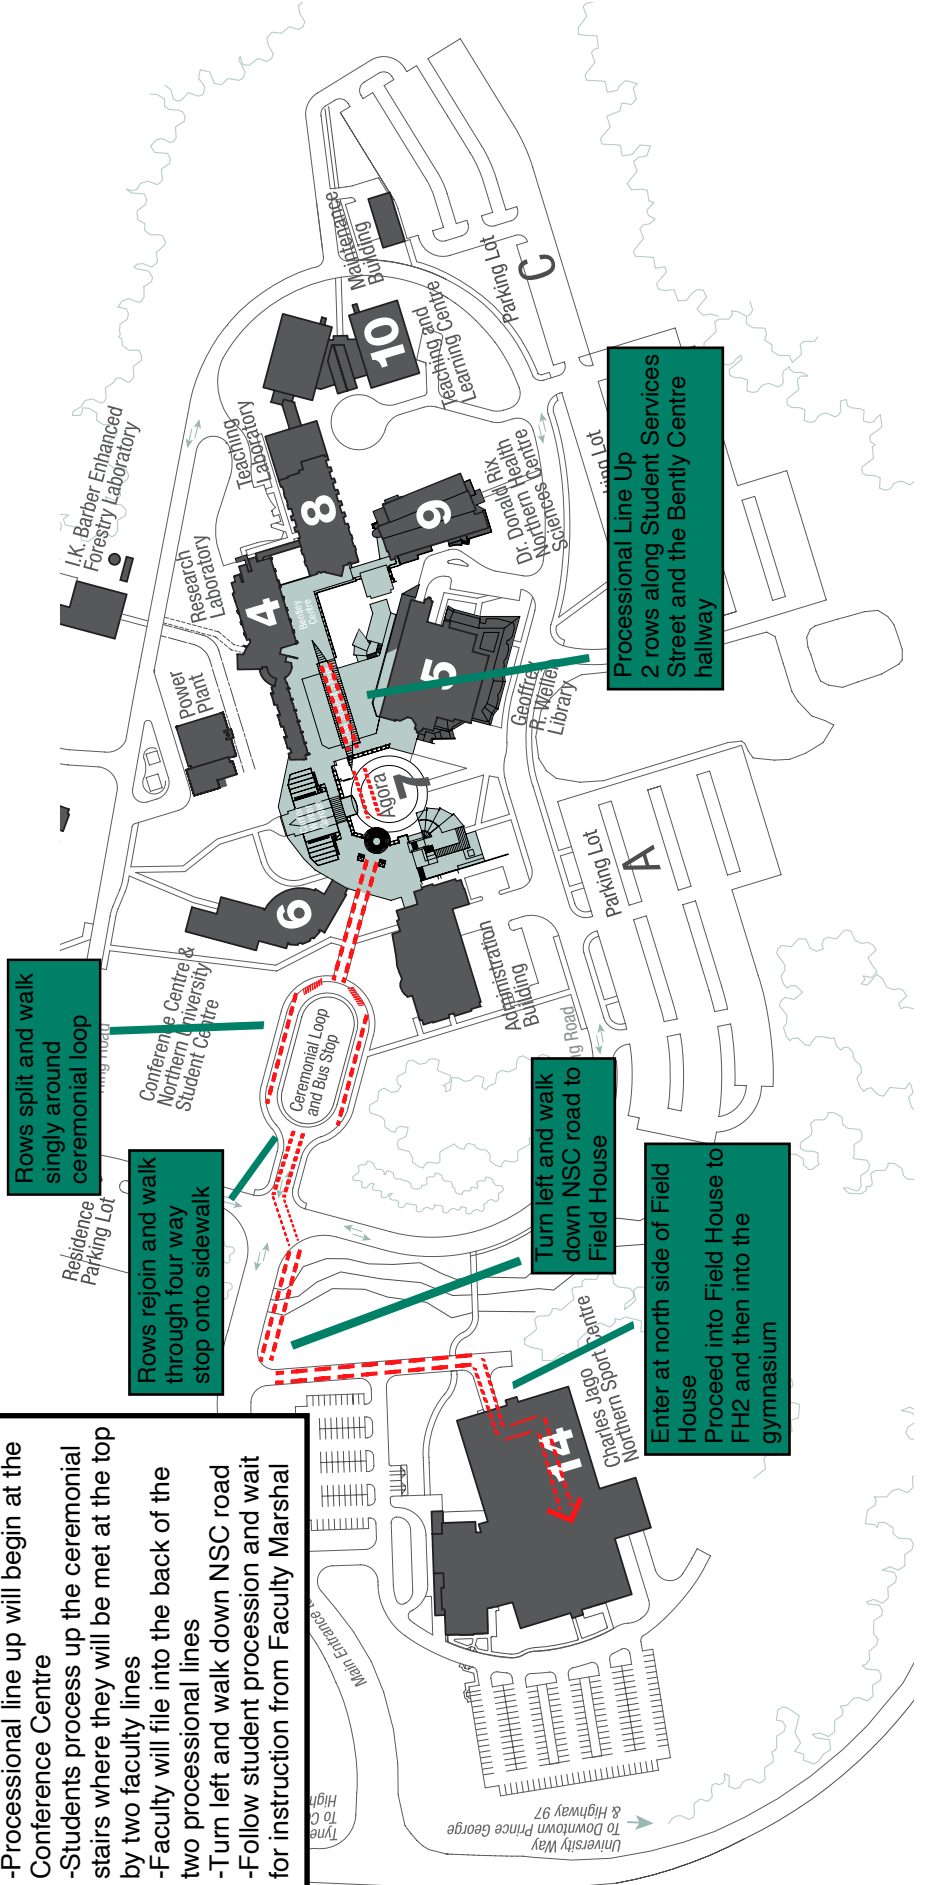 -Processional line up will begin at the
Conference Centre
-Students process up the ceremonial
stairs where they will be met at the top
by two faculty lines
-Faculty will file into the back of the
two processional lines
-Turn left and walk down NSC road
-Follow student procession and wait
for instruction from Faculty Marshal
Rows split and walk
singly around
ceremonial loop
Rows rejoin and walk
through four way
stop onto sidewalk
Turn left and walk
down NSC road to
Field House
Enter at north side of Field
House
Proceed into Field House to
FH2 and then into the
gymnasium
Processional Line Up
2 rows along Student Services
Street and the Bently Centre
hallway
I.K. Barber Enhanced
Forestry Laboratory
Research
Laboratory
Power
Plant
Teaching
Laboratory
Maintenance
Building
Teaching and
Learning Centre
Parking Lot
C
Dr. Donald Rix
Northern Health
Sciences Centre
Geoffrey
R. Weller
Library
Bentley
Centre
Agora
4
5
6
7
8
9
10
14
Parking Lot
A
Administration
Building
Conference Centre &
Northern University
Student Centre
Ceremonial Loop
and Bus Stop
Residence
Parking Lot
Road
Charles Jago
Northern Sport Centre
Main Entrance
University Way
To Downtown Prince George
& Highway 97